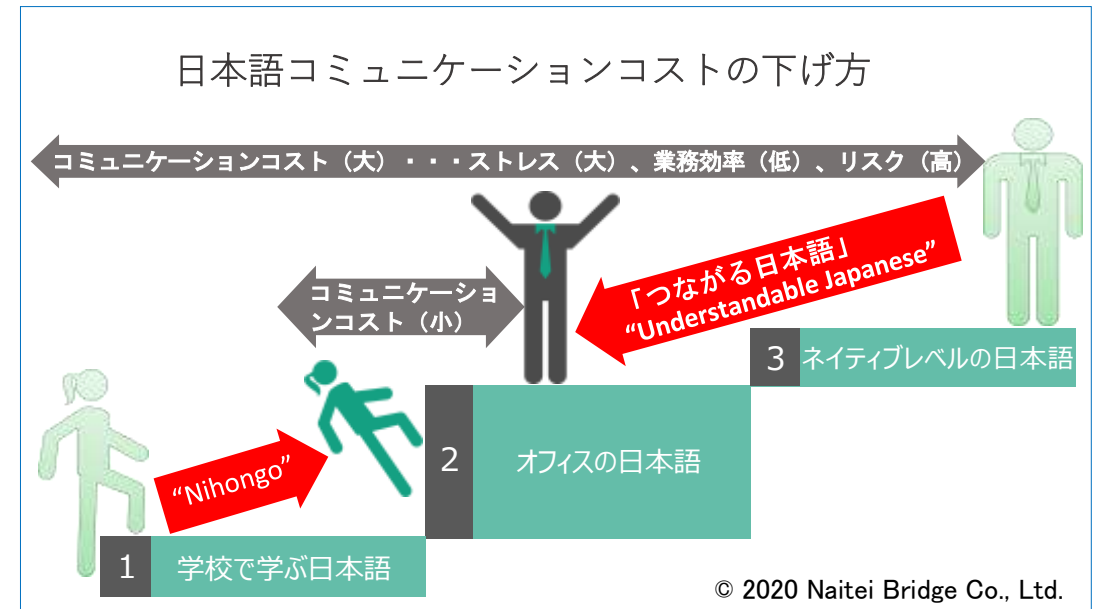 日本語コミュニケーションコストの下げ方
コミュニケーションコスト（大）・・・ストレス（大）、業務効率（低）、リスク（高）
「つながる日本語」
“Understandable Japanese”
コミュニケーショ
ンコスト（小）
3 ネイティブレベルの日本語
“Nihongo”
2 オフィスの日本語
1 学校で学ぶ日本語
© 2020 Naitei Bridge Co., Ltd.